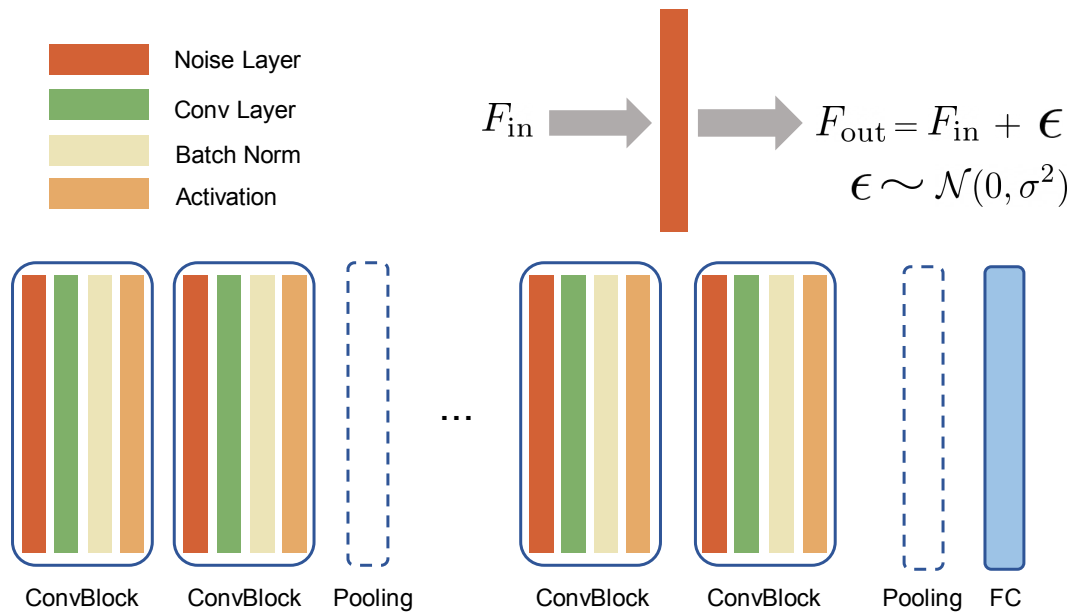 Noise Layer
Conv Layer
Batch Norm
Activation
F_in
F_out = F_in + ϵ
ϵ ∼ 𝒩(0, σ²)
...
ConvBlock ConvBlock Pooling ConvBlock ConvBlock Pooling FC